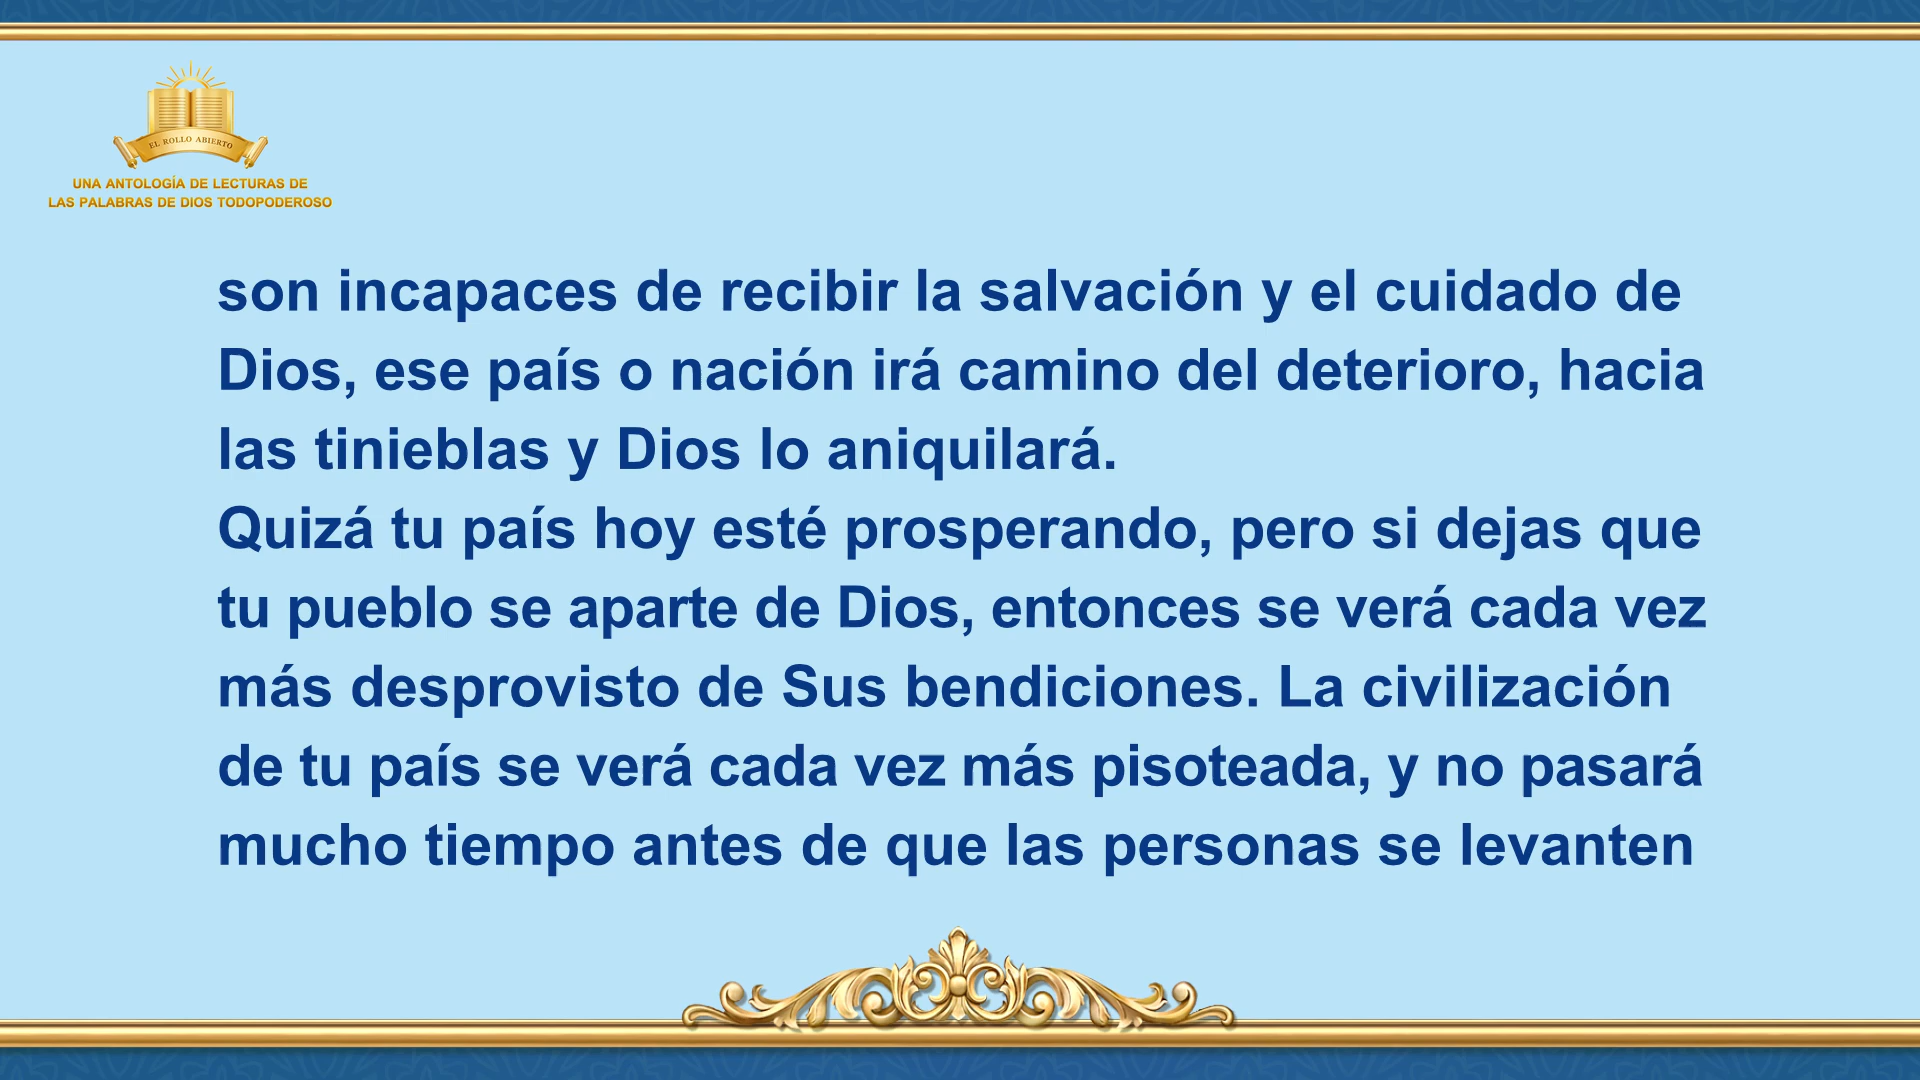 EL ROLLO ABIERTO
UNA ANTOLOGÍA DE LECTURAS DE
LAS PALABRAS DE DIOS TODOPODEROSO
son incapaces de recibir la salvación y el cuidado de
Dios, ese país o nación irá camino del deterioro, hacia
las tinieblas y Dios lo aniquilará.
Quizá tu país hoy esté prosperando, pero si dejas que
tu pueblo se aparte de Dios, entonces se verá cada vez
más desprovisto de Sus bendiciones. La civilización
de tu país se verá cada vez más pisoteada, y no pasará
mucho tiempo antes de que las personas se levanten